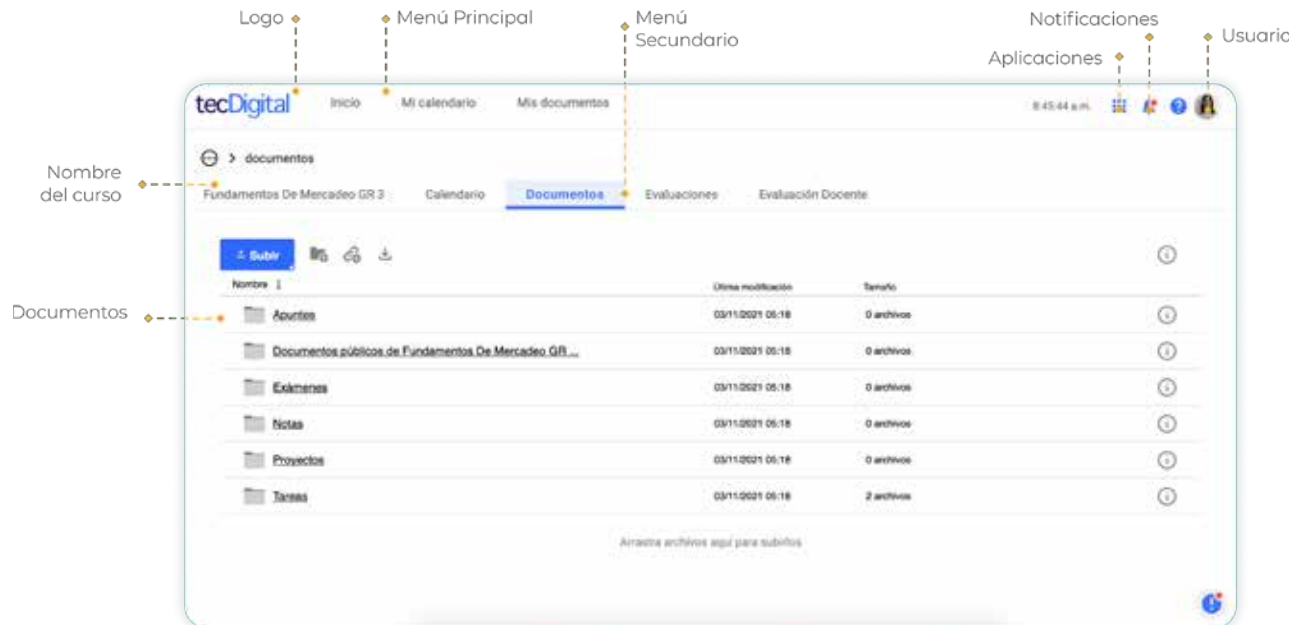 Logo
Menú Principal
Menú
Secundario
Notificaciones
Aplicaciones
Usuario
tecDigital
Inicio
Mi calendario
Mis documentos
8:45:44 a.m.
> documentos
Nombre
del curso
Fundamentos De Mercadeo GR 3
Calendario
Documentos
Evaluaciones
Evaluación Docente
Subir
Nombre
Última modificación
Tamaño
Documentos
Apuntes
03/11/2021 05:18
0 archivos
Documentos públicos de Fundamentos De Mercadeo GR ...
03/11/2021 05:18
0 archivos
Exámenes
03/11/2021 05:18
0 archivos
Notas
03/11/2021 05:18
0 archivos
Proyectos
03/11/2021 05:18
0 archivos
Tareas
03/11/2021 05:18
2 archivos
Arrastra archivos aquí para subirlos